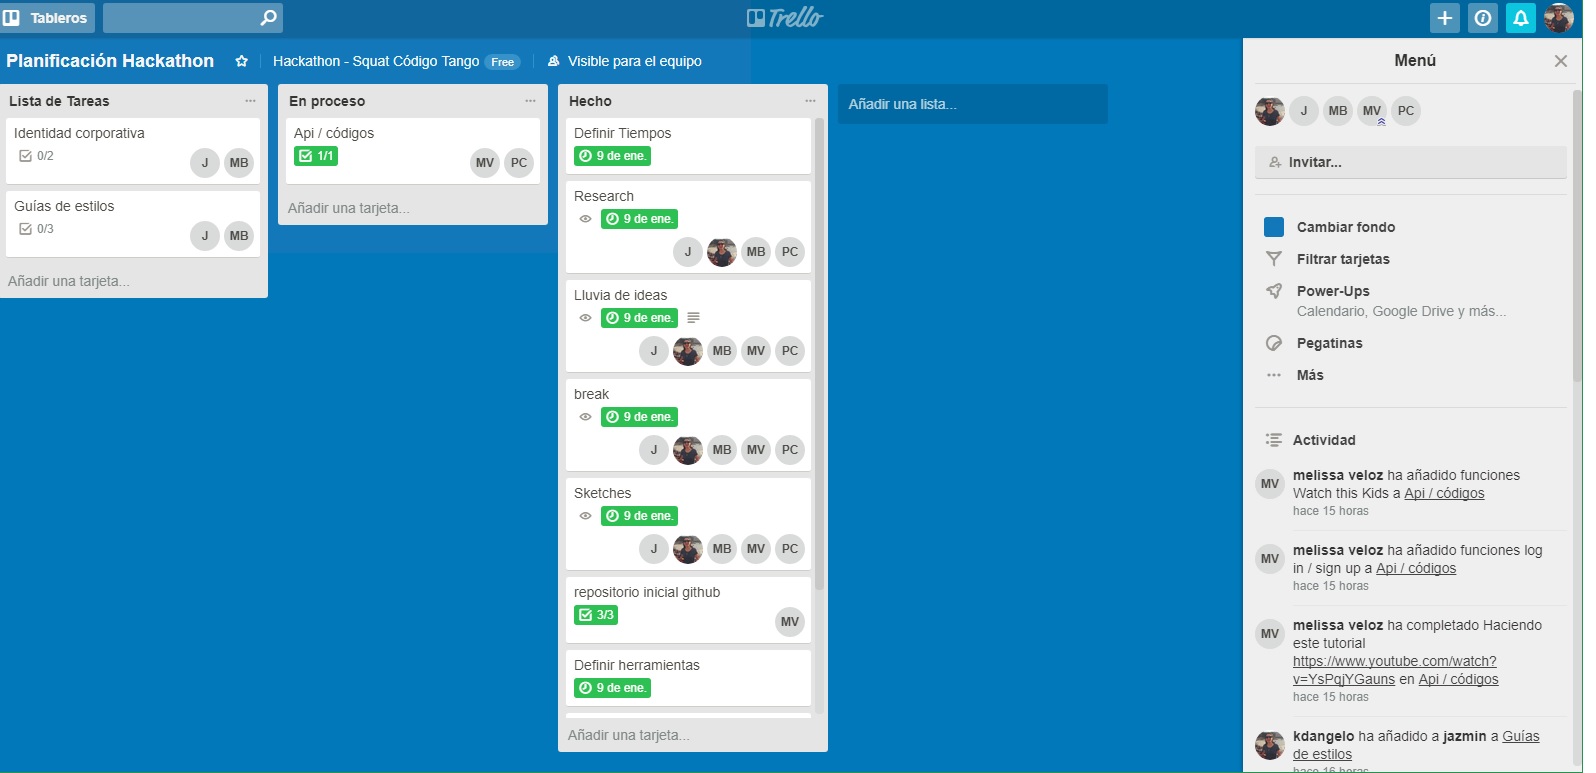 Tableros
Trello
Planificación Hackathon
Hackathon - Squat Código Tango Free
Visible para el equipo
Lista de Tareas
Identidad corporativa
0/2
J MB
Guías de estilos
0/3
J MB
Añadir una tarjeta...
En proceso
Api / códigos
1/1
MV PC
Añadir una tarjeta...
Hecho
Definir Tiempos
9 de ene.
Research
9 de ene.
J MB PC
Lluvia de ideas
9 de ene.
J MB MV PC
break
9 de ene.
J MB MV PC
Sketches
9 de ene.
J MB MV PC
repositorio inicial github
3/3
MV
Definir herramientas
9 de ene.
Añadir una tarjeta...
Añadir una lista...
Menú
J MB MV PC
Invitar...
Cambiar fondo
Filtrar tarjetas
Power-Ups
Calendario, Google Drive y más...
Pegatinas
Más
Actividad
MV
melissa veloz ha añadido funciones
Watch this Kids a Api / códigos
hace 15 horas
MV
melissa veloz ha añadido funciones log
in / sign up a Api / códigos
hace 15 horas
MV
melissa veloz ha completado Haciendo
este tutorial
https://www.youtube.com/watch?
v=YsPqjYGauns en Api / códigos
hace 15 horas
kdangelo ha añadido a jazmin a Guías
de estilos
hace 16 horas